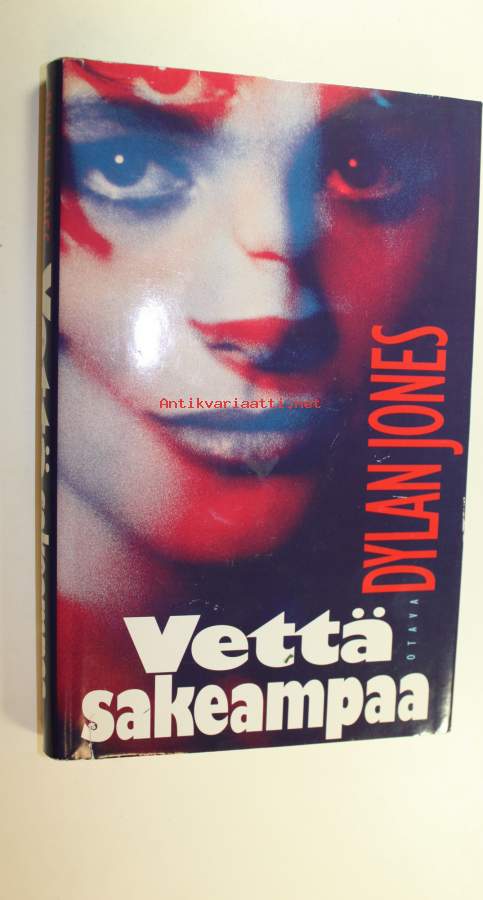 DYLAN JONES
OTAVA
Vettä
sakeampaa
Antikvariaatti.net